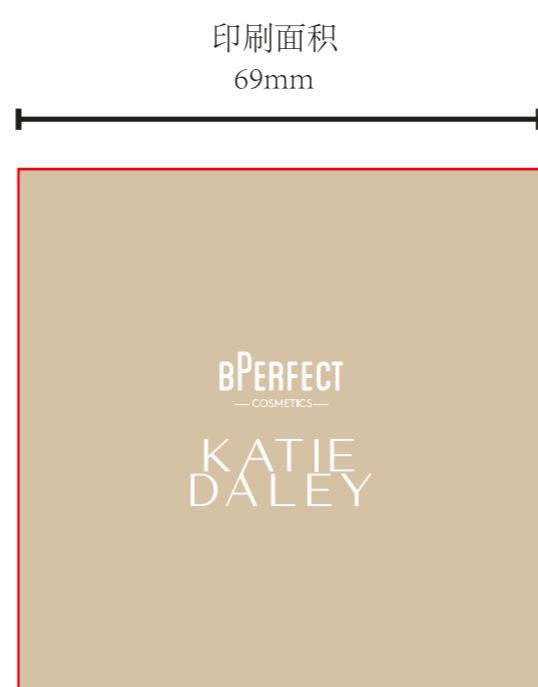 印刷面积
69mm
BPERFECT
COSMETICS
KATIE
DALEY